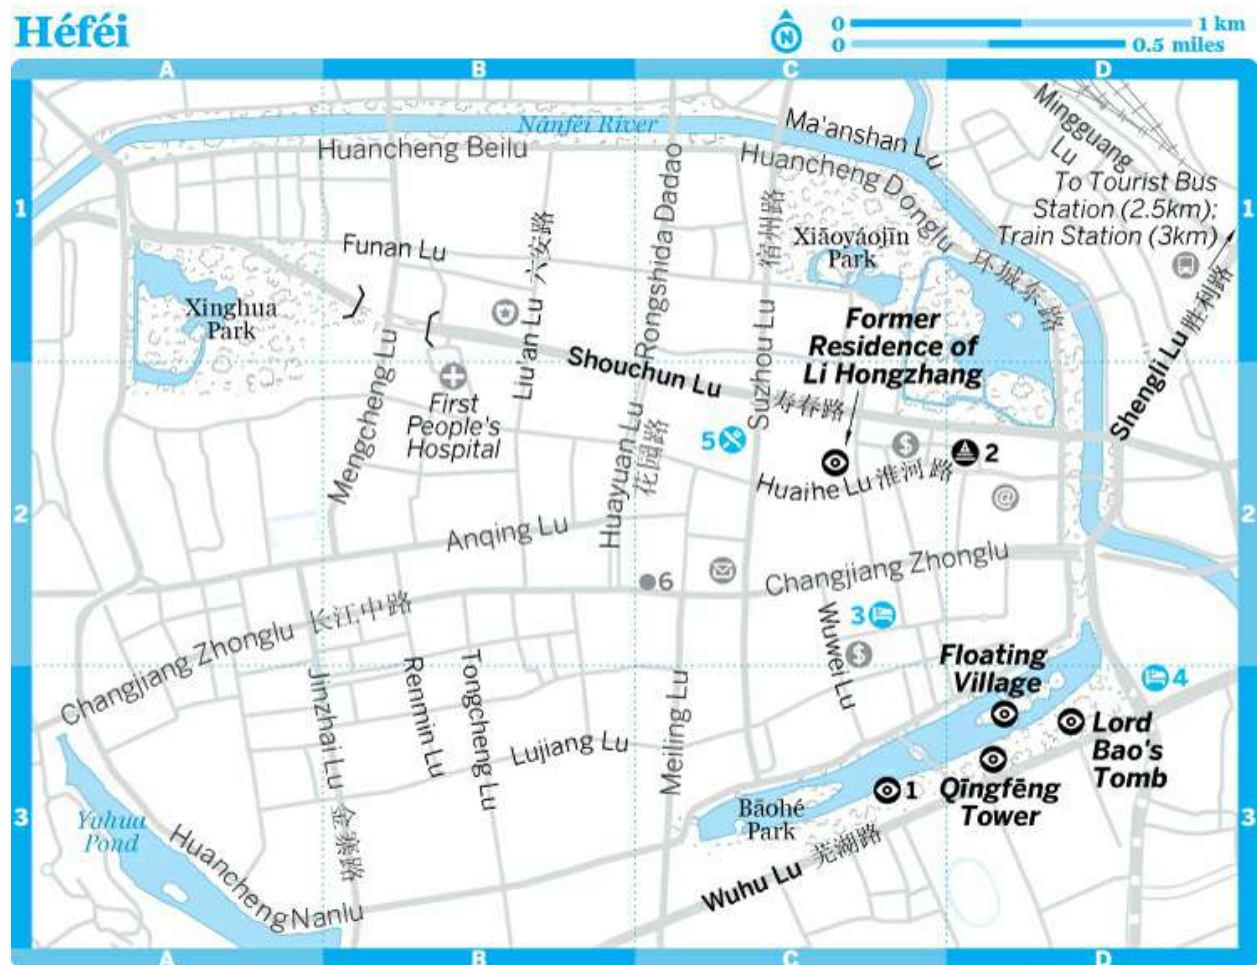 Héféi
N
0
1 km
0
0.5 miles
A
B
C
D
Nánféi River
Huancheng Beilu
Ma'anshan Lu
Huancheng Donglu
环城东路
Mingguang
Lu
To Tourist Bus
Station (2.5km);
Train Station (3km)
1
1
Funan Lu
Liu'an Lu 六安路
Rongshida Dadao
Suzhou Lu
宿州路
Xiāoyáojīn
Park
Xinghua
Park
Former
Residence of
Li Hongzhang
Shouchun Lu
寿春路
Shengli Lu 胜利路
Mengcheng Lu
First
People's
Hospital
Huayuan Lu
花园路
5
$
2
Huaihe Lu 淮河路
@
2
2
Anqing Lu
6
Changjiang Zhonglu
Changjiang Zhonglu 长江中路
Wuwei Lu
3
$
Floating
Village
4
Jinzhai Lu 金寨路
Renmin Lu
Tongcheng Lu
Lujiang Lu
Meiling Lu
Lord
Bao's
Tomb
1
Qīngfēng
Tower
Bāohé
Park
3
3
Yuhua
Pond
Huancheng Nanlu
Wuhu Lu 芜湖路
A
B
C
D